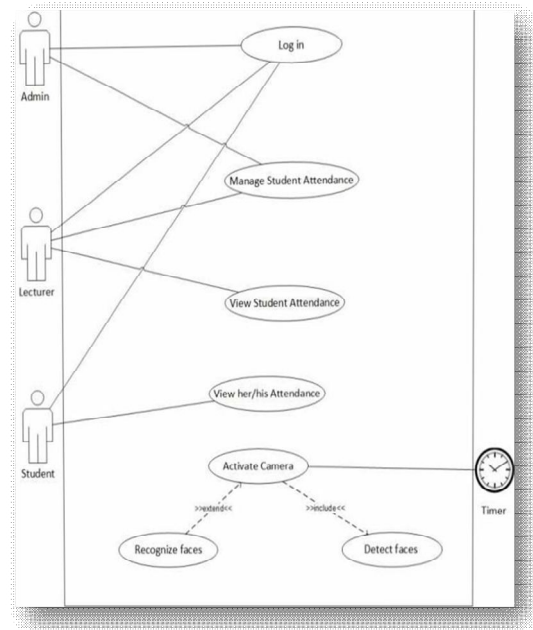 Log in
Admin
Manage Student Attendance
Lecturer
View Student Attendance
View her/his Attendance
Student
Activate Camera
Timer
>>extend<<
>>include<<
Recognize faces
Detect faces